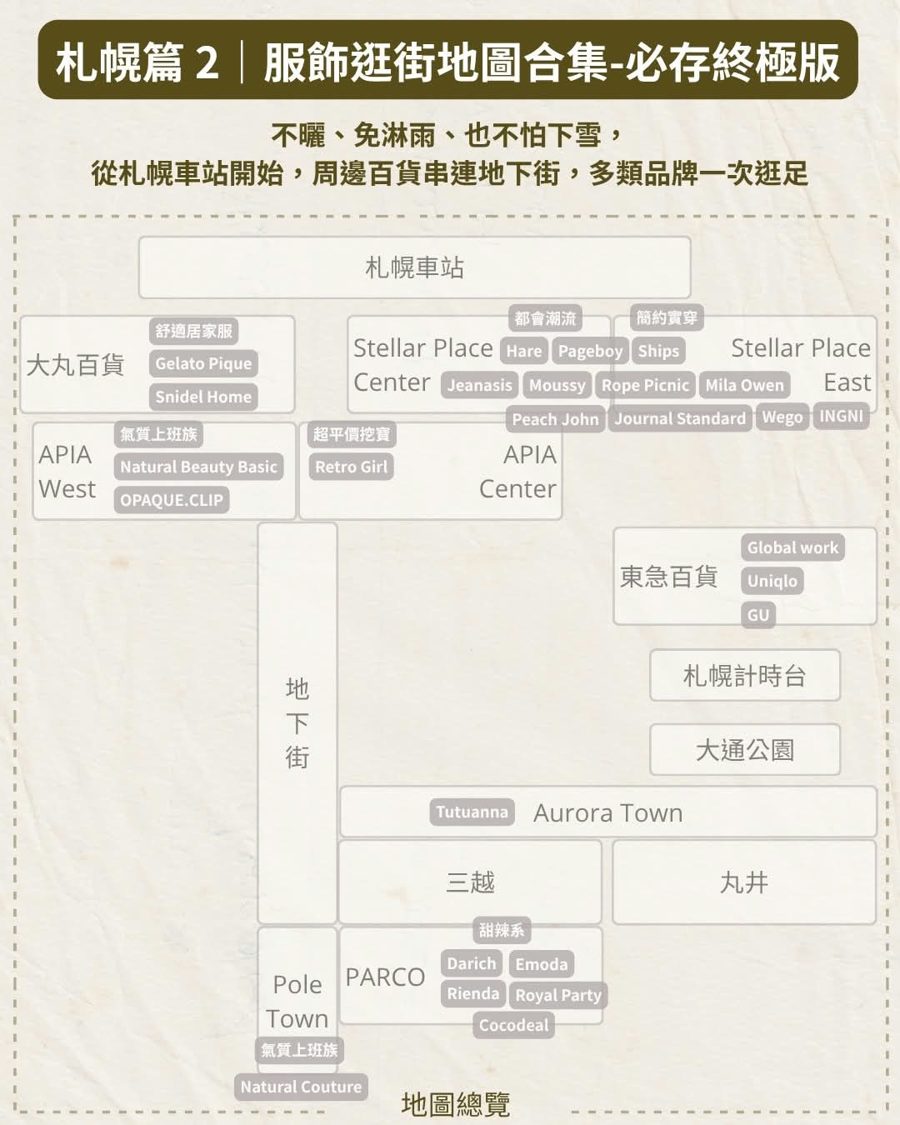 札幌篇 2｜服飾逛街地圖合集-必存終極版
不曬、免淋雨、也不怕下雪，
從札幌車站開始，周邊百貨串連地下街，多類品牌一次逛足
札幌車站
大丸百貨
舒適居家服
Gelato Pique
Snidel Home
Stellar Place
Center
都會潮流
Hare
Pageboy
Jeanasis
Moussy
Peach John
簡約實穿
Ships
Rope Picnic
Mila Owen
Journal Standard
Wego
INGNI
Stellar Place
East
APIA
West
氣質上班族
Natural Beauty Basic
OPAQUE.CLIP
超平價挖寶
Retro Girl
APIA
Center
東急百貨
Global work
Uniqlo
GU
地
下
街
札幌計時台
大通公園
Tutuanna
Aurora Town
三越
丸井
PARCO
甜辣系
Darich
Emoda
Rienda
Royal Party
Cocodeal
Pole
Town
氣質上班族
Natural Couture
地圖總覽